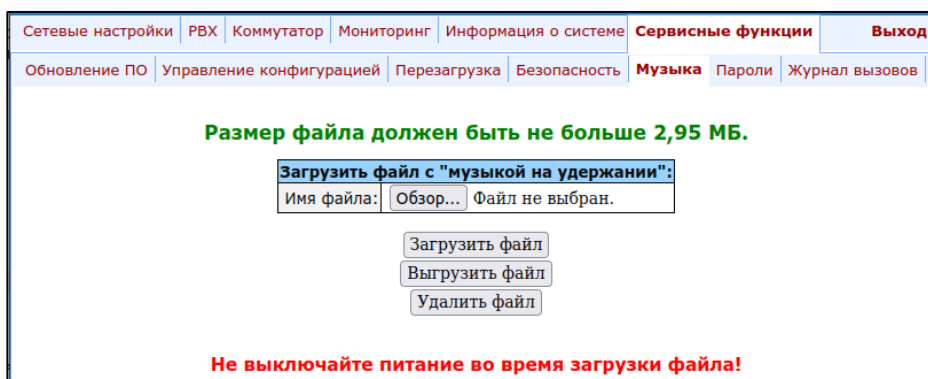 Сетевые настройки PBX Коммутатор Мониторинг Информация о системе Сервисные функции Выход
Обновление ПО Управление конфигурацией Перезагрузка Безопасность Музыка Пароли Журнал вызовов
Размер файла должен быть не больше 2,95 МБ.
Загрузить файл с "музыкой на удержании":
Имя файла: Обзор... Файл не выбран.
Загрузить файл
Выгрузить файл
Удалить файл
Не выключайте питание во время загрузки файла!